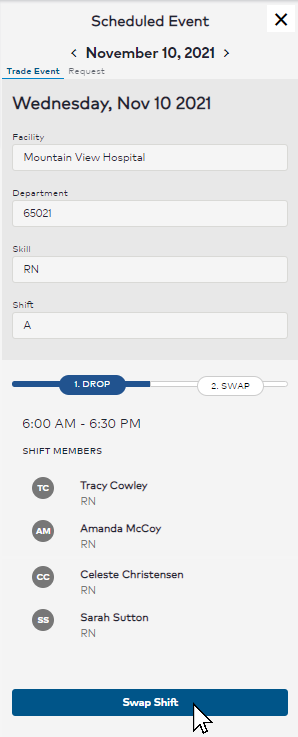 Scheduled Event
November 10, 2021
Trade Event Request
Wednesday, Nov 10 2021
Facility
Mountain View Hospital
Department
65021
Skill
RN
Shift
A
1. DROP 2. SWAP
6:00 AM - 6:30 PM
SHIFT MEMBERS
TC Tracy Cowley
RN
AM Amanda McCoy
RN
CC Celeste Christensen
RN
SS Sarah Sutton
RN
Swap Shift